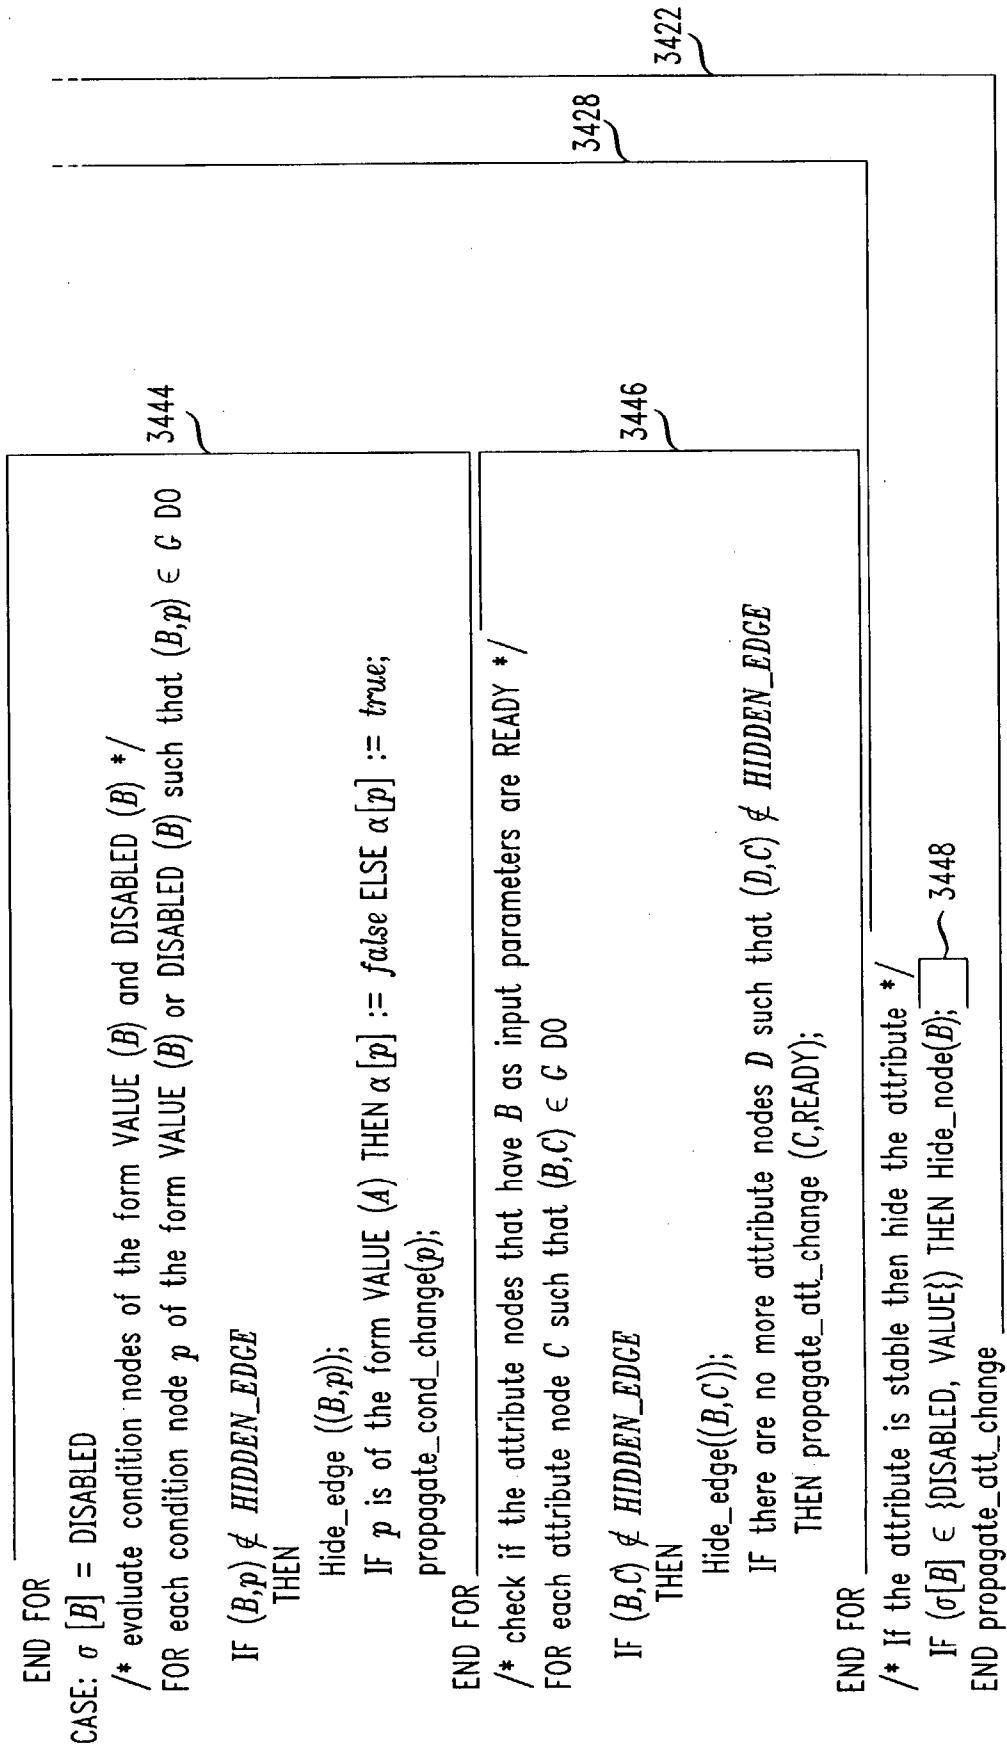 END FOR
CASE: σ [B] = DISABLED
/* evaluate condition nodes of the form VALUE (B) and DISABLED (B) */
FOR each condition node p of the form VALUE (B) or DISABLED (B) such that (B,p) ∈ G DO
IF (B,p) ∉ HIDDEN_EDGE
THEN
Hide_edge ((B,p));
IF p is of the form VALUE (A) THEN α[p] := false ELSE α[p] := true;
propagate_cond_change(p);
END FOR
3444
/* check if the attribute nodes that have B as input parameters are READY */
FOR each attribute node C such that (B,C) ∈ G DO
IF (B,C) ∉ HIDDEN_EDGE
THEN
Hide_edge((B,C));
IF there are no more attribute nodes D such that (D,C) ∉ HIDDEN_EDGE
THEN propagate_att_change (C,READY);
END FOR
3446
3428
/* If the attribute is stable then hide the attribute */
IF (σ[B] ∈ {DISABLED, VALUE}) THEN Hide_node(B);
3448
END propagate_att_change
3422